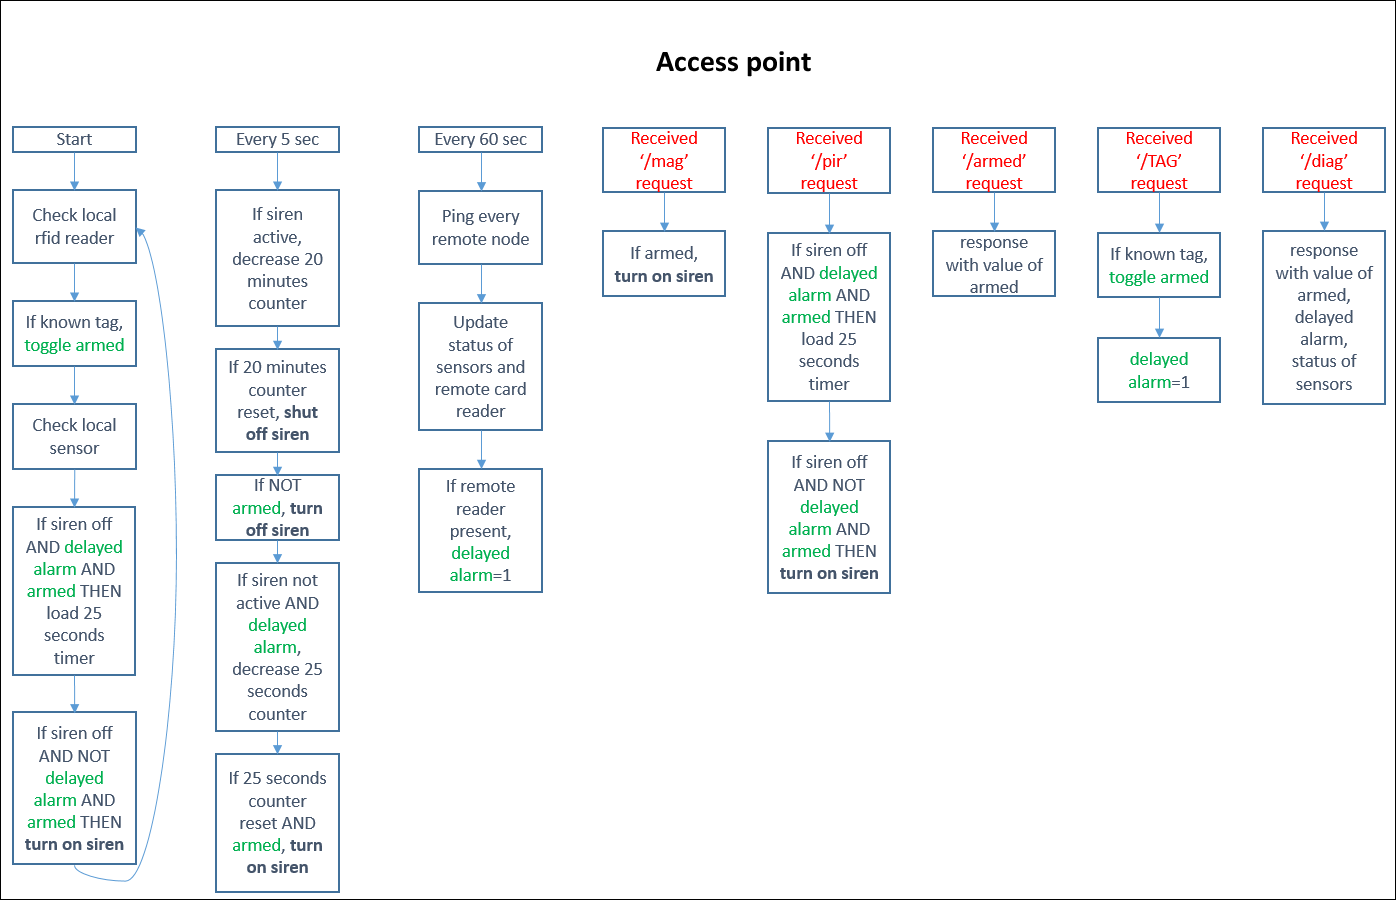 Access point
Start
Check local
rfid reader
If known tag,
toggle armed
Check local
sensor
If siren off
AND delayed
alarm AND
armed THEN
load 25
seconds
timer
If siren off
AND NOT
delayed
alarm AND
armed THEN
turn on siren
Every 5 sec
If siren
active,
decrease 20
minutes
counter
If 20 minutes
counter
reset, shut
off siren
If NOT
armed, turn
off siren
If siren not
active AND
delayed
alarm,
decrease 25
seconds
counter
If 25 seconds
counter
reset AND
armed, turn
on siren
Every 60 sec
Ping every
remote node
Update
status of
sensors and
remote card
reader
If remote
reader
present,
delayed
alarm=1
Received
‘/mag’
request
If armed,
turn on siren
Received
‘/pir’
request
If siren off
AND delayed
alarm AND
armed THEN
load 25
seconds
timer
If siren off
AND NOT
delayed
alarm AND
armed THEN
turn on siren
Received
‘/armed’
request
response
with value of
armed
Received
‘/TAG’
request
If known tag,
toggle armed
delayed
alarm=1
Received
‘/diag’
request
response
with value of
armed,
delayed
alarm,
status of
sensors